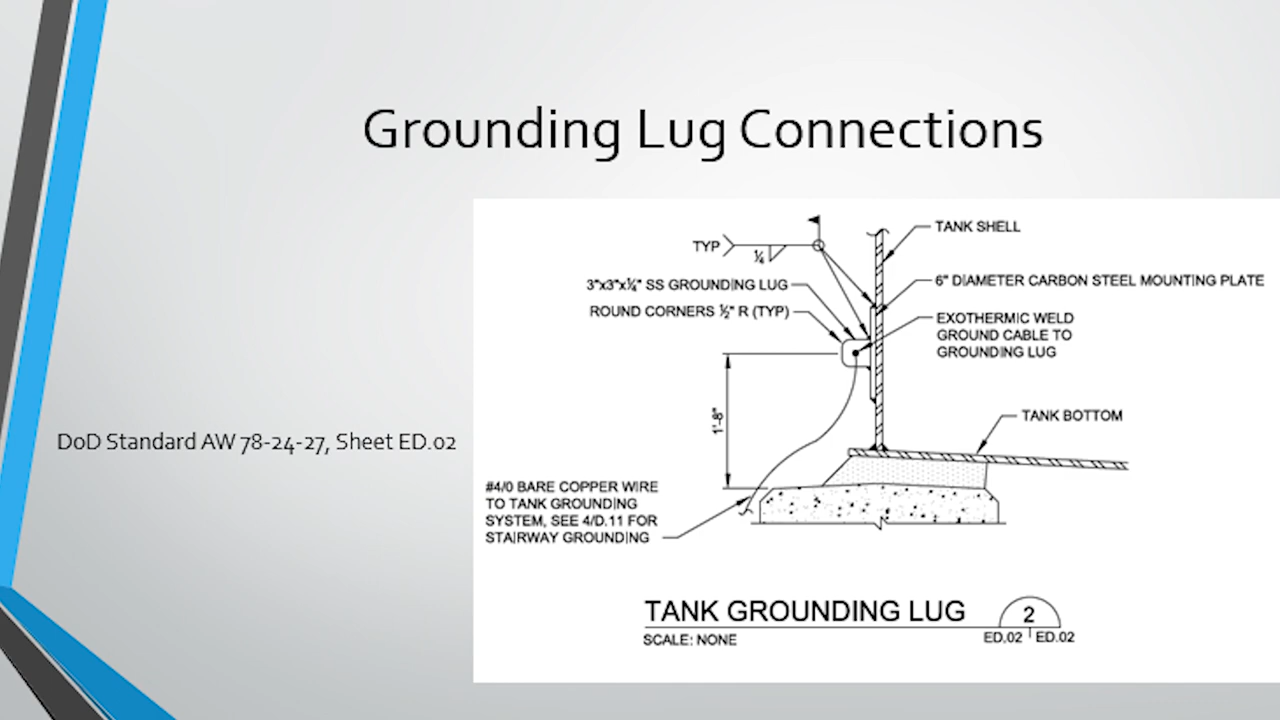 Grounding Lug Connections
DoD Standard AW 78-24-27, Sheet ED.02
TYP
1/4
TANK SHELL
3"x3"x1/4" SS GROUNDING LUG
6" DIAMETER CARBON STEEL MOUNTING PLATE
ROUND CORNERS 1/2" R (TYP)
EXOTHERMIC WELD
GROUND CABLE TO
GROUNDING LUG
1'-8"
TANK BOTTOM
#4/0 BARE COPPER WIRE
TO TANK GROUNDING
SYSTEM, SEE 4/D.11 FOR
STAIRWAY GROUNDING
TANK GROUNDING LUG
2
SCALE: NONE
ED.02 ED.02